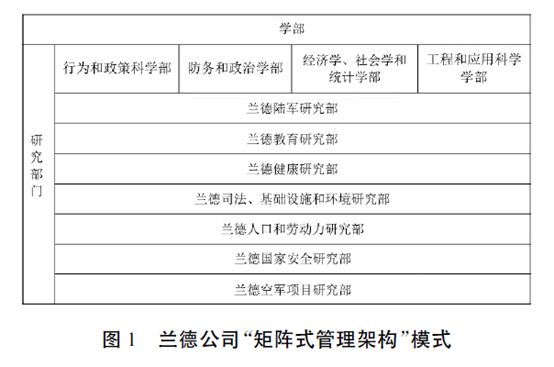 学部
行为和政策科学部
防务和政治学部
经济学、社会学和
统计学部
工程和应用科学
学部
研究部门
兰德陆军研究部
兰德教育研究部
兰德健康研究部
兰德司法、基础设施和环境研究部
兰德人口和劳动力研究部
兰德国家安全研究部
兰德空军项目研究部
图1 兰德公司“矩阵式管理架构”模式